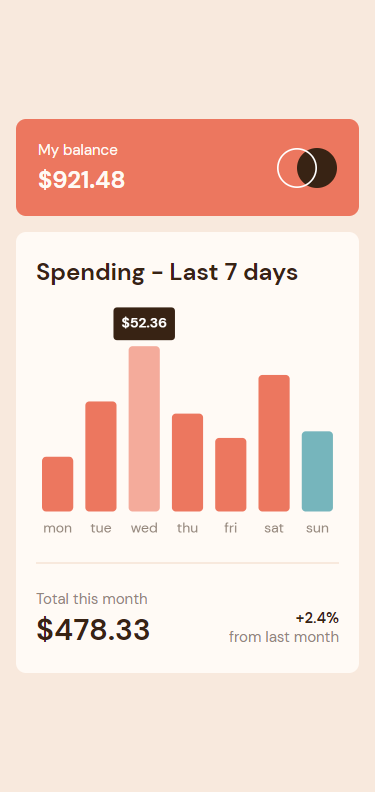 My balance
$921.48
Spending - Last 7 days
$52.36
mon tue wed thu fri sat sun
Total this month
$478.33
+2.4%
from last month